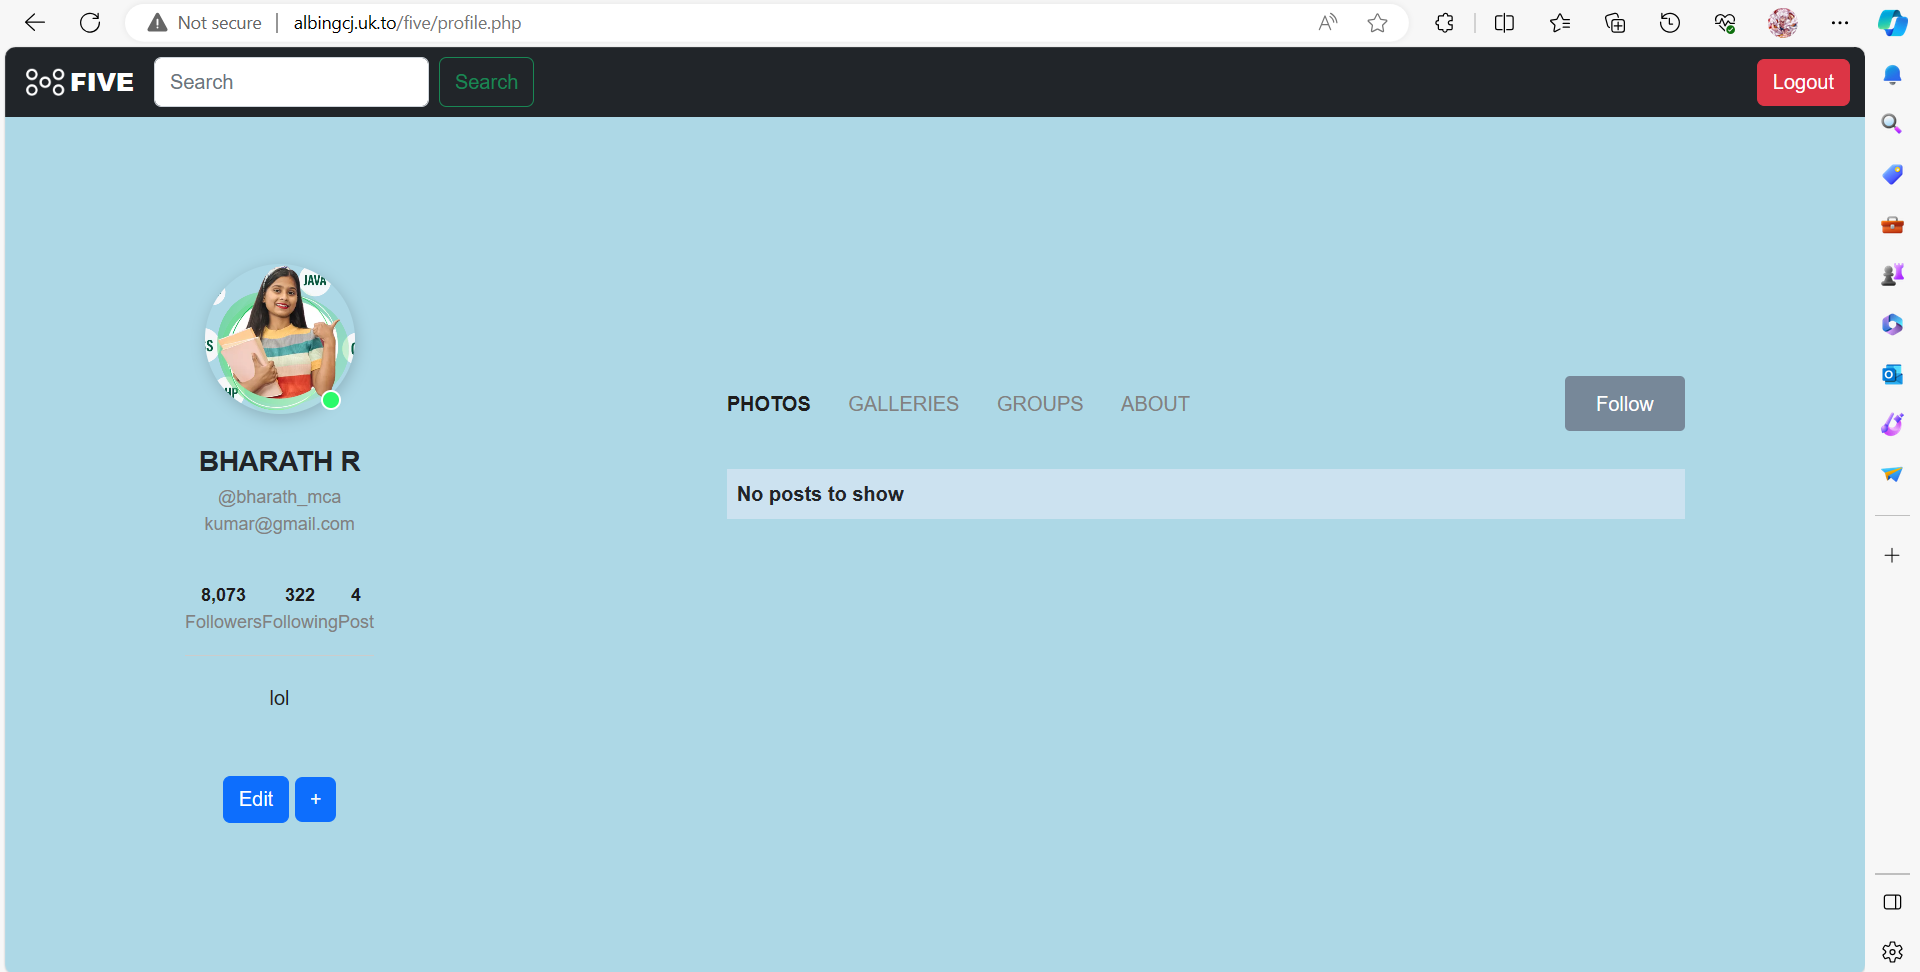 Not secure albingcj.uk.to/five/profile.php
FIVE Search Search Logout
JAVA
S
HP
BHARATH R
@bharath_mca
kumar@gmail.com
8,073 322 4
FollowersFollowingPost
lol
Edit +
PHOTOS GALLERIES GROUPS ABOUT Follow
No posts to show